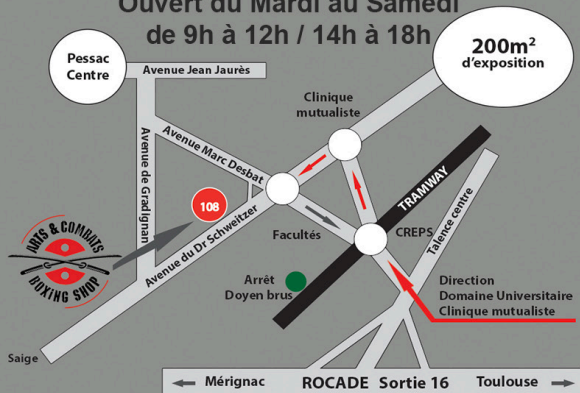 Ouvert du Mardi au Samedi
de 9h à 12h / 14h à 18h
200m²
d'exposition
Pessac
Centre
Avenue Jean Jaurès
Clinique
mutualiste
Avenue Marc Desbat
Avenue de Gradignan
108
TRAMWAY
Talence centre
ARTS & COMBATS
BOXING SHOP
Avenue du Dr Schweitzer
Facultés
CREPS
Arrêt
Doyen brus
Direction
Domaine Universitaire
Clinique mutualiste
Saige
Mérignac
ROCADE Sortie 16
Toulouse